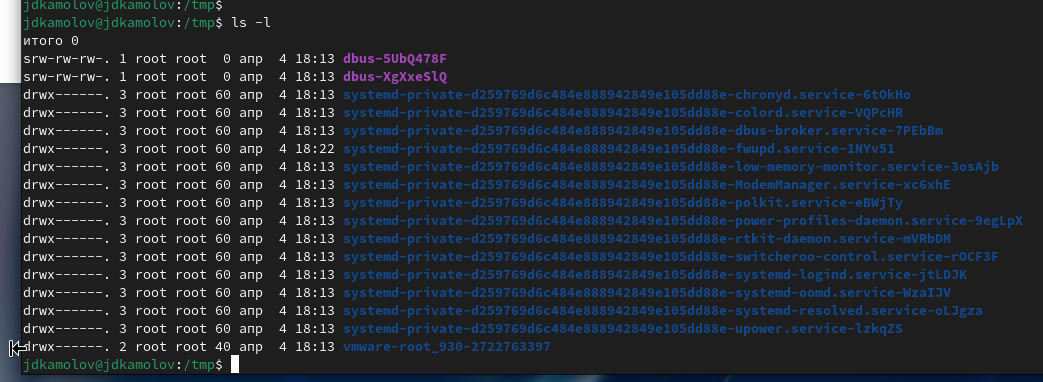 jdkamolov@jdkamolov:/tmp$
jdkamolov@jdkamolov:/tmp$ ls -l
итого 0
srw-rw-rw-. 1 root root  0 апр  4 18:13 dbus-5UbQ478F
srw-rw-rw-. 1 root root  0 апр  4 18:13 dbus-XgXxeSlQ
drwx------. 3 root root 60 апр  4 18:13 systemd-private-d259769d6c484e888942849e105dd88e-chronyd.service-6tOkHo
drwx------. 3 root root 60 апр  4 18:13 systemd-private-d259769d6c484e888942849e105dd88e-colord.service-VQPcHR
drwx------. 3 root root 60 апр  4 18:13 systemd-private-d259769d6c484e888942849e105dd88e-dbus-broker.service-7PEbBm
drwx------. 3 root root 60 апр  4 18:22 systemd-private-d259769d6c484e888942849e105dd88e-fwupd.service-1NYv51
drwx------. 3 root root 60 апр  4 18:13 systemd-private-d259769d6c484e888942849e105dd88e-low-memory-monitor.service-3osAjb
drwx------. 3 root root 60 апр  4 18:13 systemd-private-d259769d6c484e888942849e105dd88e-ModemManager.service-xc6xhE
drwx------. 3 root root 60 апр  4 18:13 systemd-private-d259769d6c484e888942849e105dd88e-polkit.service-eBWjTy
drwx------. 3 root root 60 апр  4 18:13 systemd-private-d259769d6c484e888942849e105dd88e-power-profiles-daemon.service-9egLpX
drwx------. 3 root root 60 апр  4 18:13 systemd-private-d259769d6c484e888942849e105dd88e-rtkit-daemon.service-mVRbDM
drwx------. 3 root root 60 апр  4 18:13 systemd-private-d259769d6c484e888942849e105dd88e-switcheroo-control.service-rOCF3F
drwx------. 3 root root 60 апр  4 18:13 systemd-private-d259769d6c484e888942849e105dd88e-systemd-logind.service-jtLDJK
drwx------. 3 root root 60 апр  4 18:13 systemd-private-d259769d6c484e888942849e105dd88e-systemd-oomd.service-WzaIJV
drwx------. 3 root root 60 апр  4 18:13 systemd-private-d259769d6c484e888942849e105dd88e-systemd-resolved.service-oLJgza
drwx------. 3 root root 60 апр  4 18:13 systemd-private-d259769d6c484e888942849e105dd88e-upower.service-lzkqZS
drwx------. 2 root root 40 апр  4 18:13 vmware-root_930-2722763397
jdkamolov@jdkamolov:/tmp$